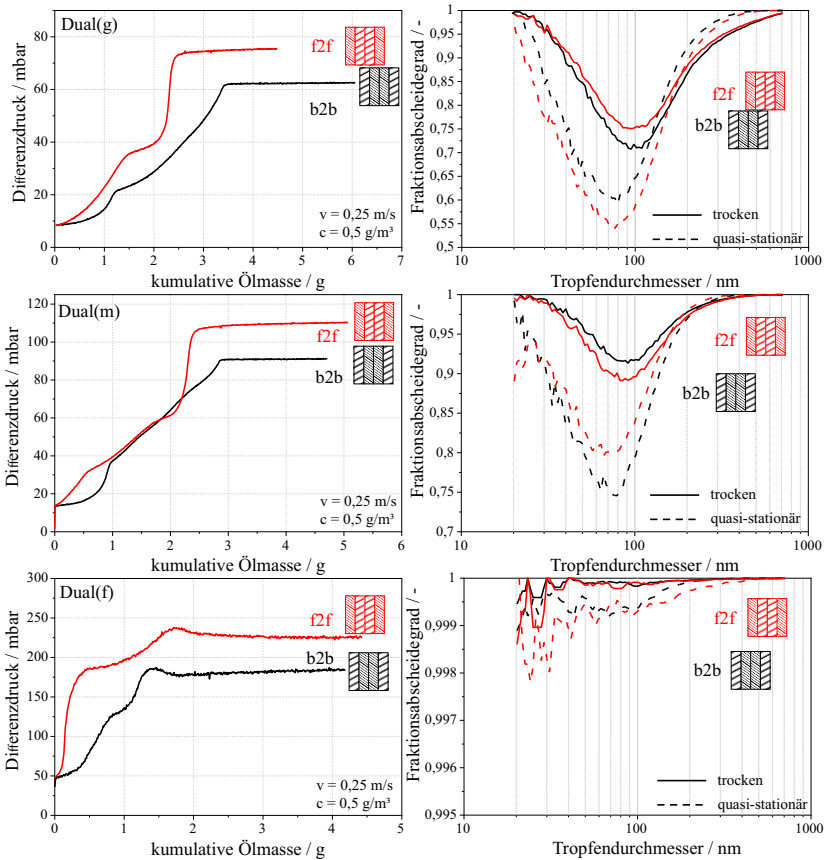 Dual(g)
f2f
b2b
v = 0,25 m/s
c = 0,5 g/m³
Differenzdruck / mbar
80
60
40
20
0
0 1 2 3 4 5 6 7
kumulative Ölmasse / g
f2f
b2b
trocken
quasi-stationär
Fraktionsabscheidegrad / -
1
0,95
0,9
0,85
0,8
0,75
0,7
0,65
0,6
0,55
0,5
10 100 1000
Tropfendurchmesser / nm
Dual(m)
f2f
b2b
v = 0,25 m/s
c = 0,5 g/m³
Differenzdruck / mbar
120
100
80
60
40
20
0
0 1 2 3 4 5 6
kumulative Ölmasse / g
f2f
b2b
trocken
quasi-stationär
Fraktionsabscheidegrad / -
1
0,95
0,9
0,85
0,8
0,75
0,7
10 100 1000
Tropfendurchmesser / nm
Dual(f)
f2f
b2b
v = 0,25 m/s
c = 0,5 g/m³
Differenzdruck / mbar
300
250
200
150
100
50
0
0 1 2 3 4 5
kumulative Ölmasse / g
f2f
b2b
trocken
quasi-stationär
Fraktionsabscheidegrad / -
1
0,999
0,998
0,997
0,996
0,995
10 100 1000
Tropfendurchmesser / nm